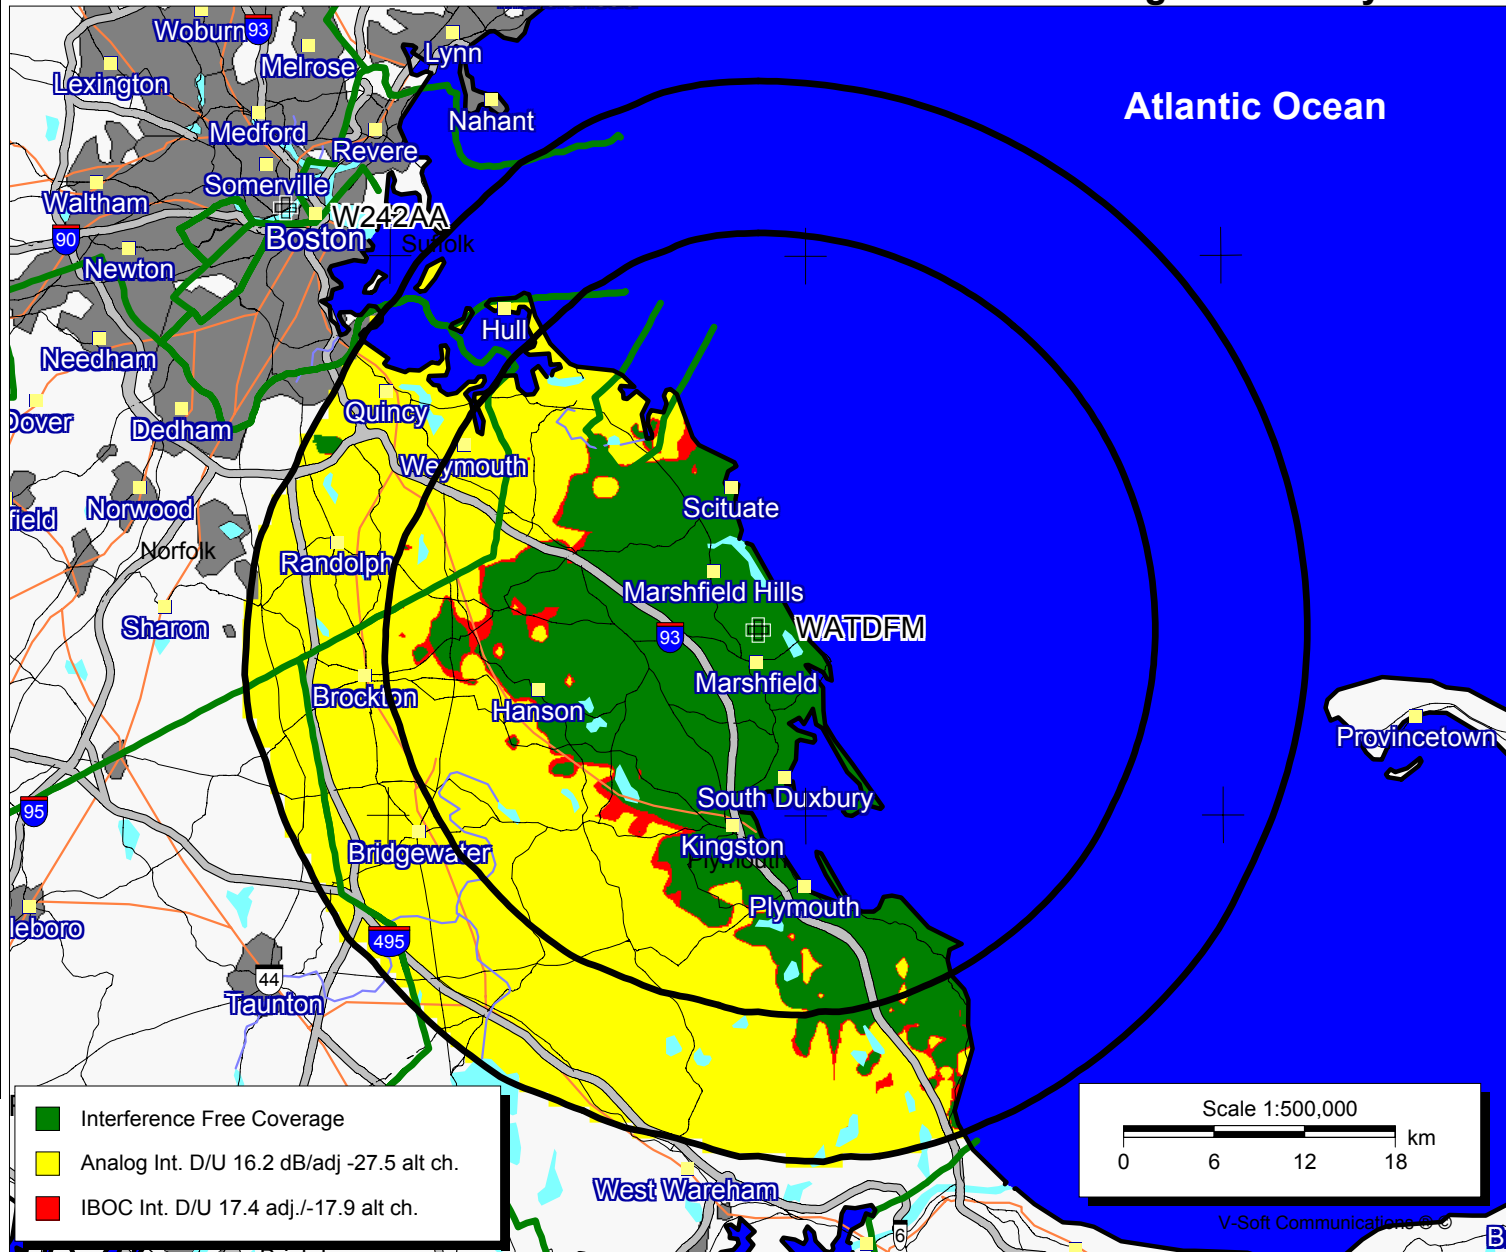 Woburn
93
Melrose
Lynn
Lexington
Atlantic Ocean
Nahant
Medford
Revere
Somerville
Waltham
W242AA
Boston
Suffolk
90
Newton
Hull
Needham
Quincy
Dover
Dedham
Weymouth
Scituate
Norwood
field
Norfolk
Randolph
Marshfield Hills
Sharon
93
WATDFM
Marshfield
Brockton
Hanson
Provincetown
South Duxbury
95
Kingston
Bridgewater
Plymouth
Plymouth
leboro
495
44
Taunton
Interference Free Coverage
Analog Int. D/U 16.2 dB/adj -27.5 alt ch.
IBOC Int. D/U 17.4 adj./-17.9 alt ch.
Scale 1:500,000
km
0 6 12 18
West Wareham
V-Soft Communications ® ©
6
B